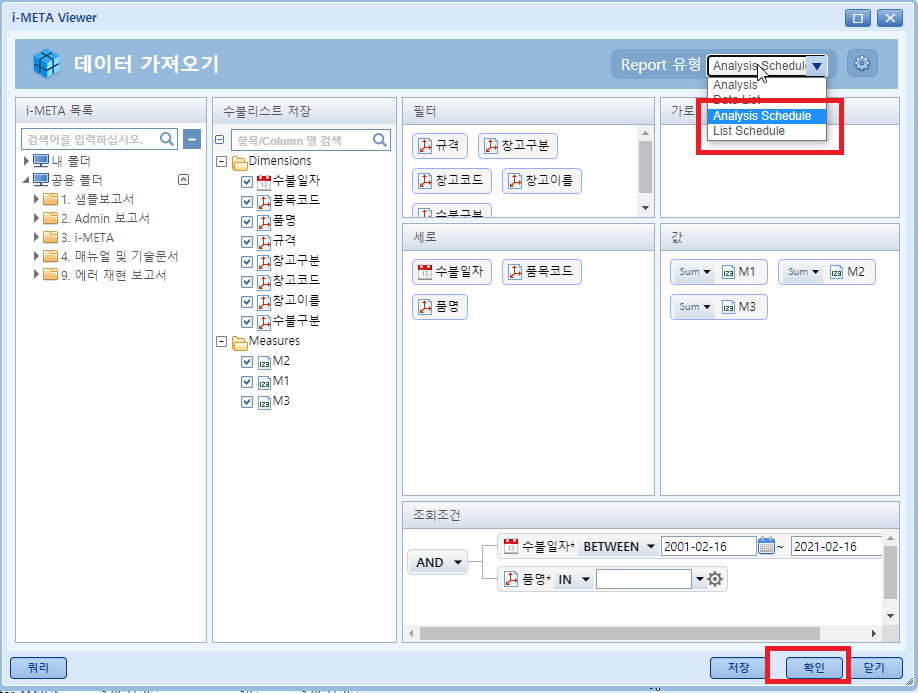 i-META Viewer
데이터 가져오기
Report 유형
Analysis Schedul
Analysis
Data List
Analysis Schedule
List Schedule
i-META 목록
검색어를 입력하십시오.
내 폴더
공용 폴더
1. 샘플보고서
2. Admin 보고서
3. i-META
4. 매뉴얼 및 기술문서
9. 에러 재현 보고서
수불리스트 저장
항목/Column 명 검색
Dimensions
수불일자
품목코드
품명
규격
창고구분
창고코드
창고이름
수불구분
Measures
M2
M1
M3
필터
규격 창고구분
창고코드 창고이름
수불구분
가로
세로
수불일자 품목코드
품명
값
Sum M1 Sum M2
Sum M3
조회조건
AND
수불일자* BETWEEN 2001-02-16 ~ 2021-02-16
품명* IN
쿼리
저장 확인 닫기